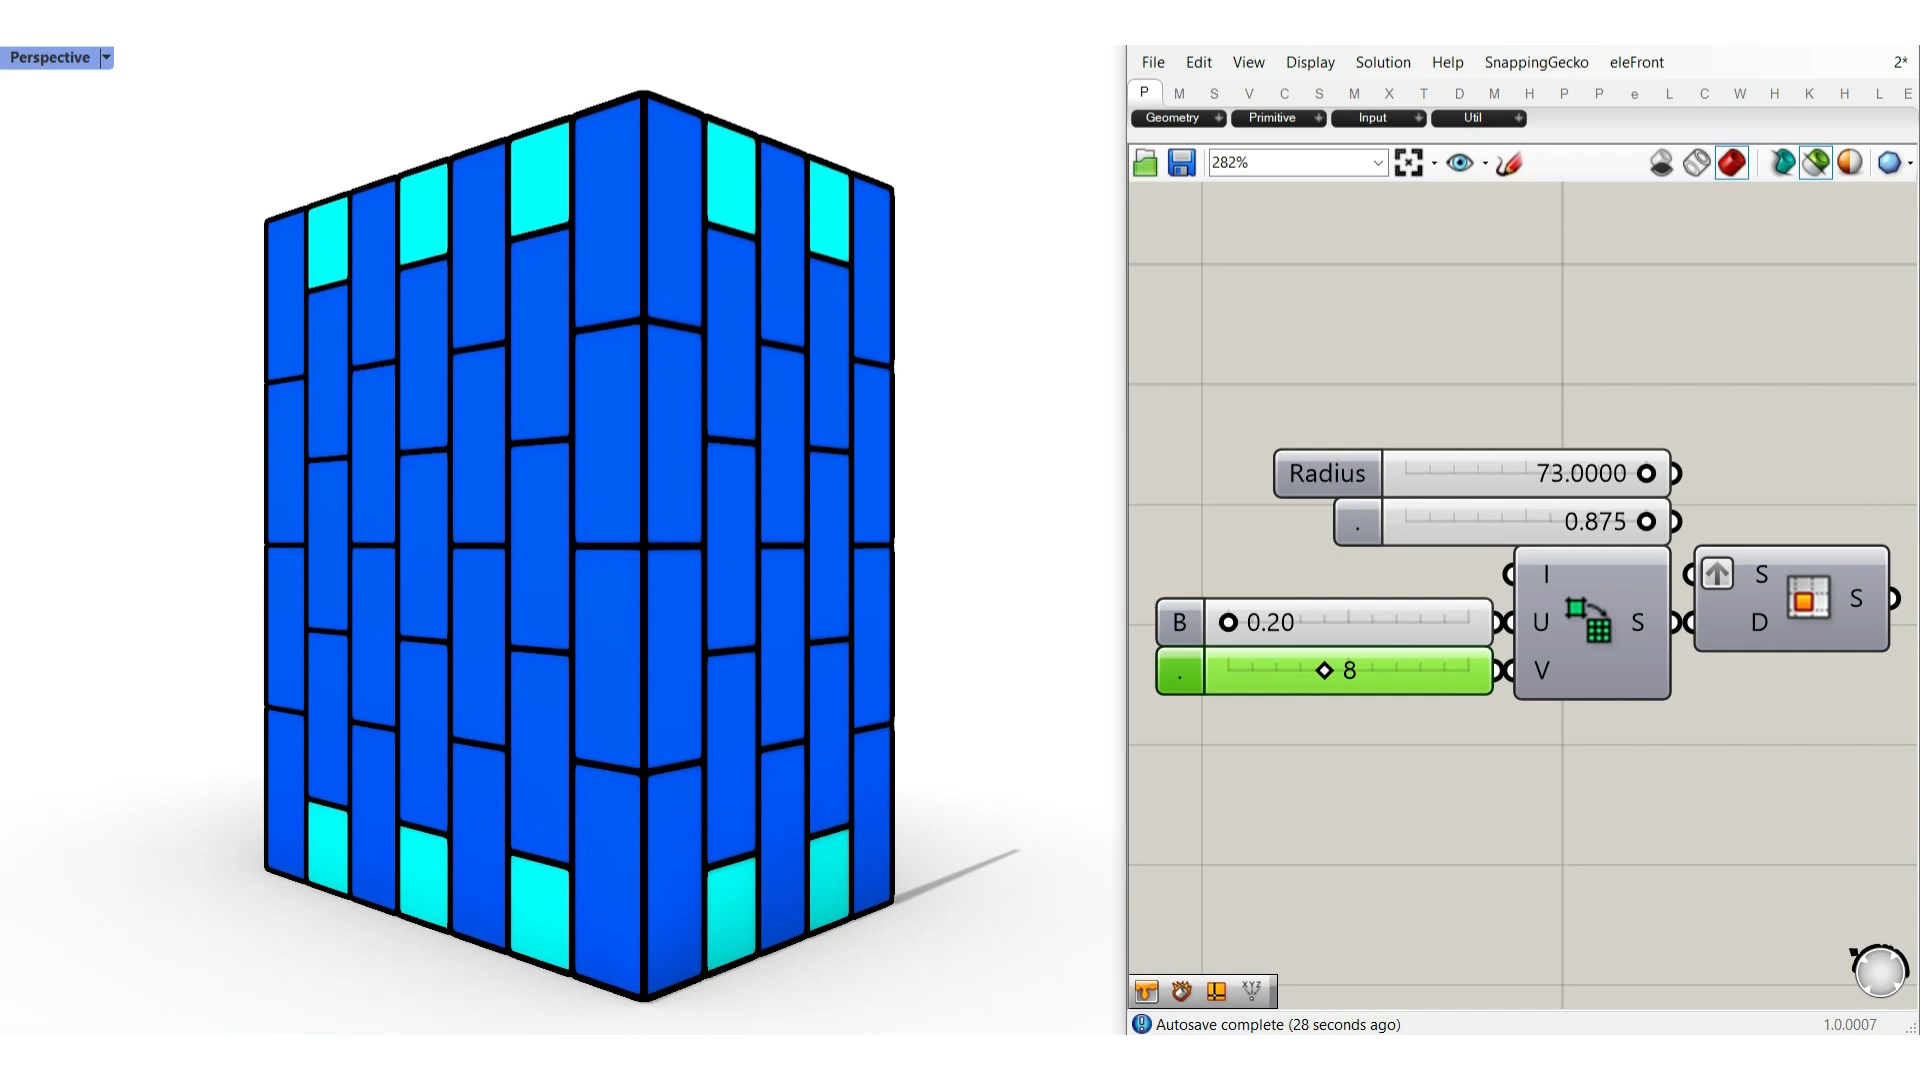 Perspective
File Edit View Display Solution Help SnappingGecko eleFront 2*
P M S V C S M X T D M H P P e L C W H K H L E
Geometry Primitive Input Util
282%
Radius 73.0000
. 0.875
I S
B 0.20 U S D S
. 8 V
XYZ
Autosave complete (28 seconds ago) 1.0.0007